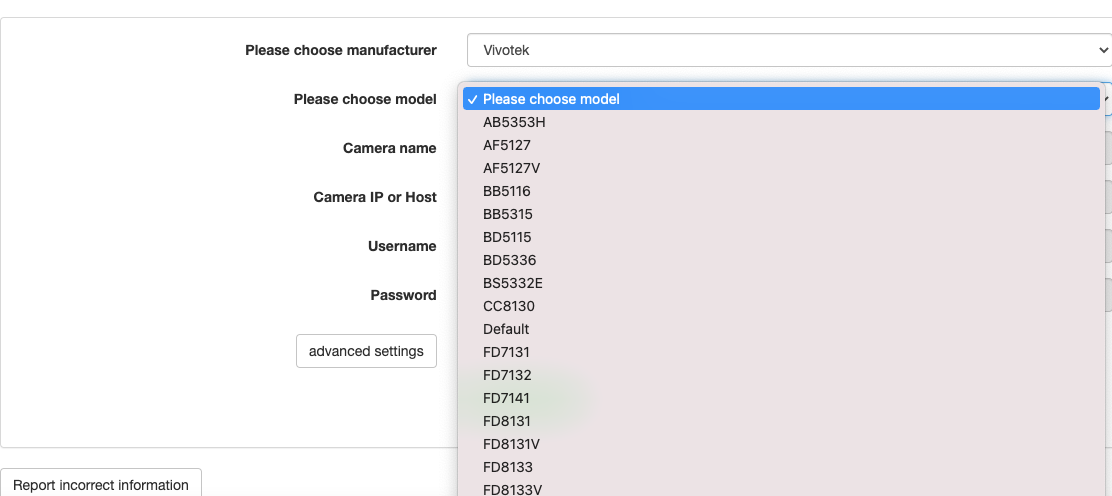 Please choose manufacturer Vivotek
Please choose model ✓ Please choose model
AB5353H
AF5127
Camera name
AF5127V
BB5116
Camera IP or Host
BB5315
BD5115
Username
BD5336
BS5332E
Password
CC8130
Default
advanced settings
FD7131
FD7132
FD7141
FD8131
FD8131V
FD8133
Report incorrect information
FD8133V